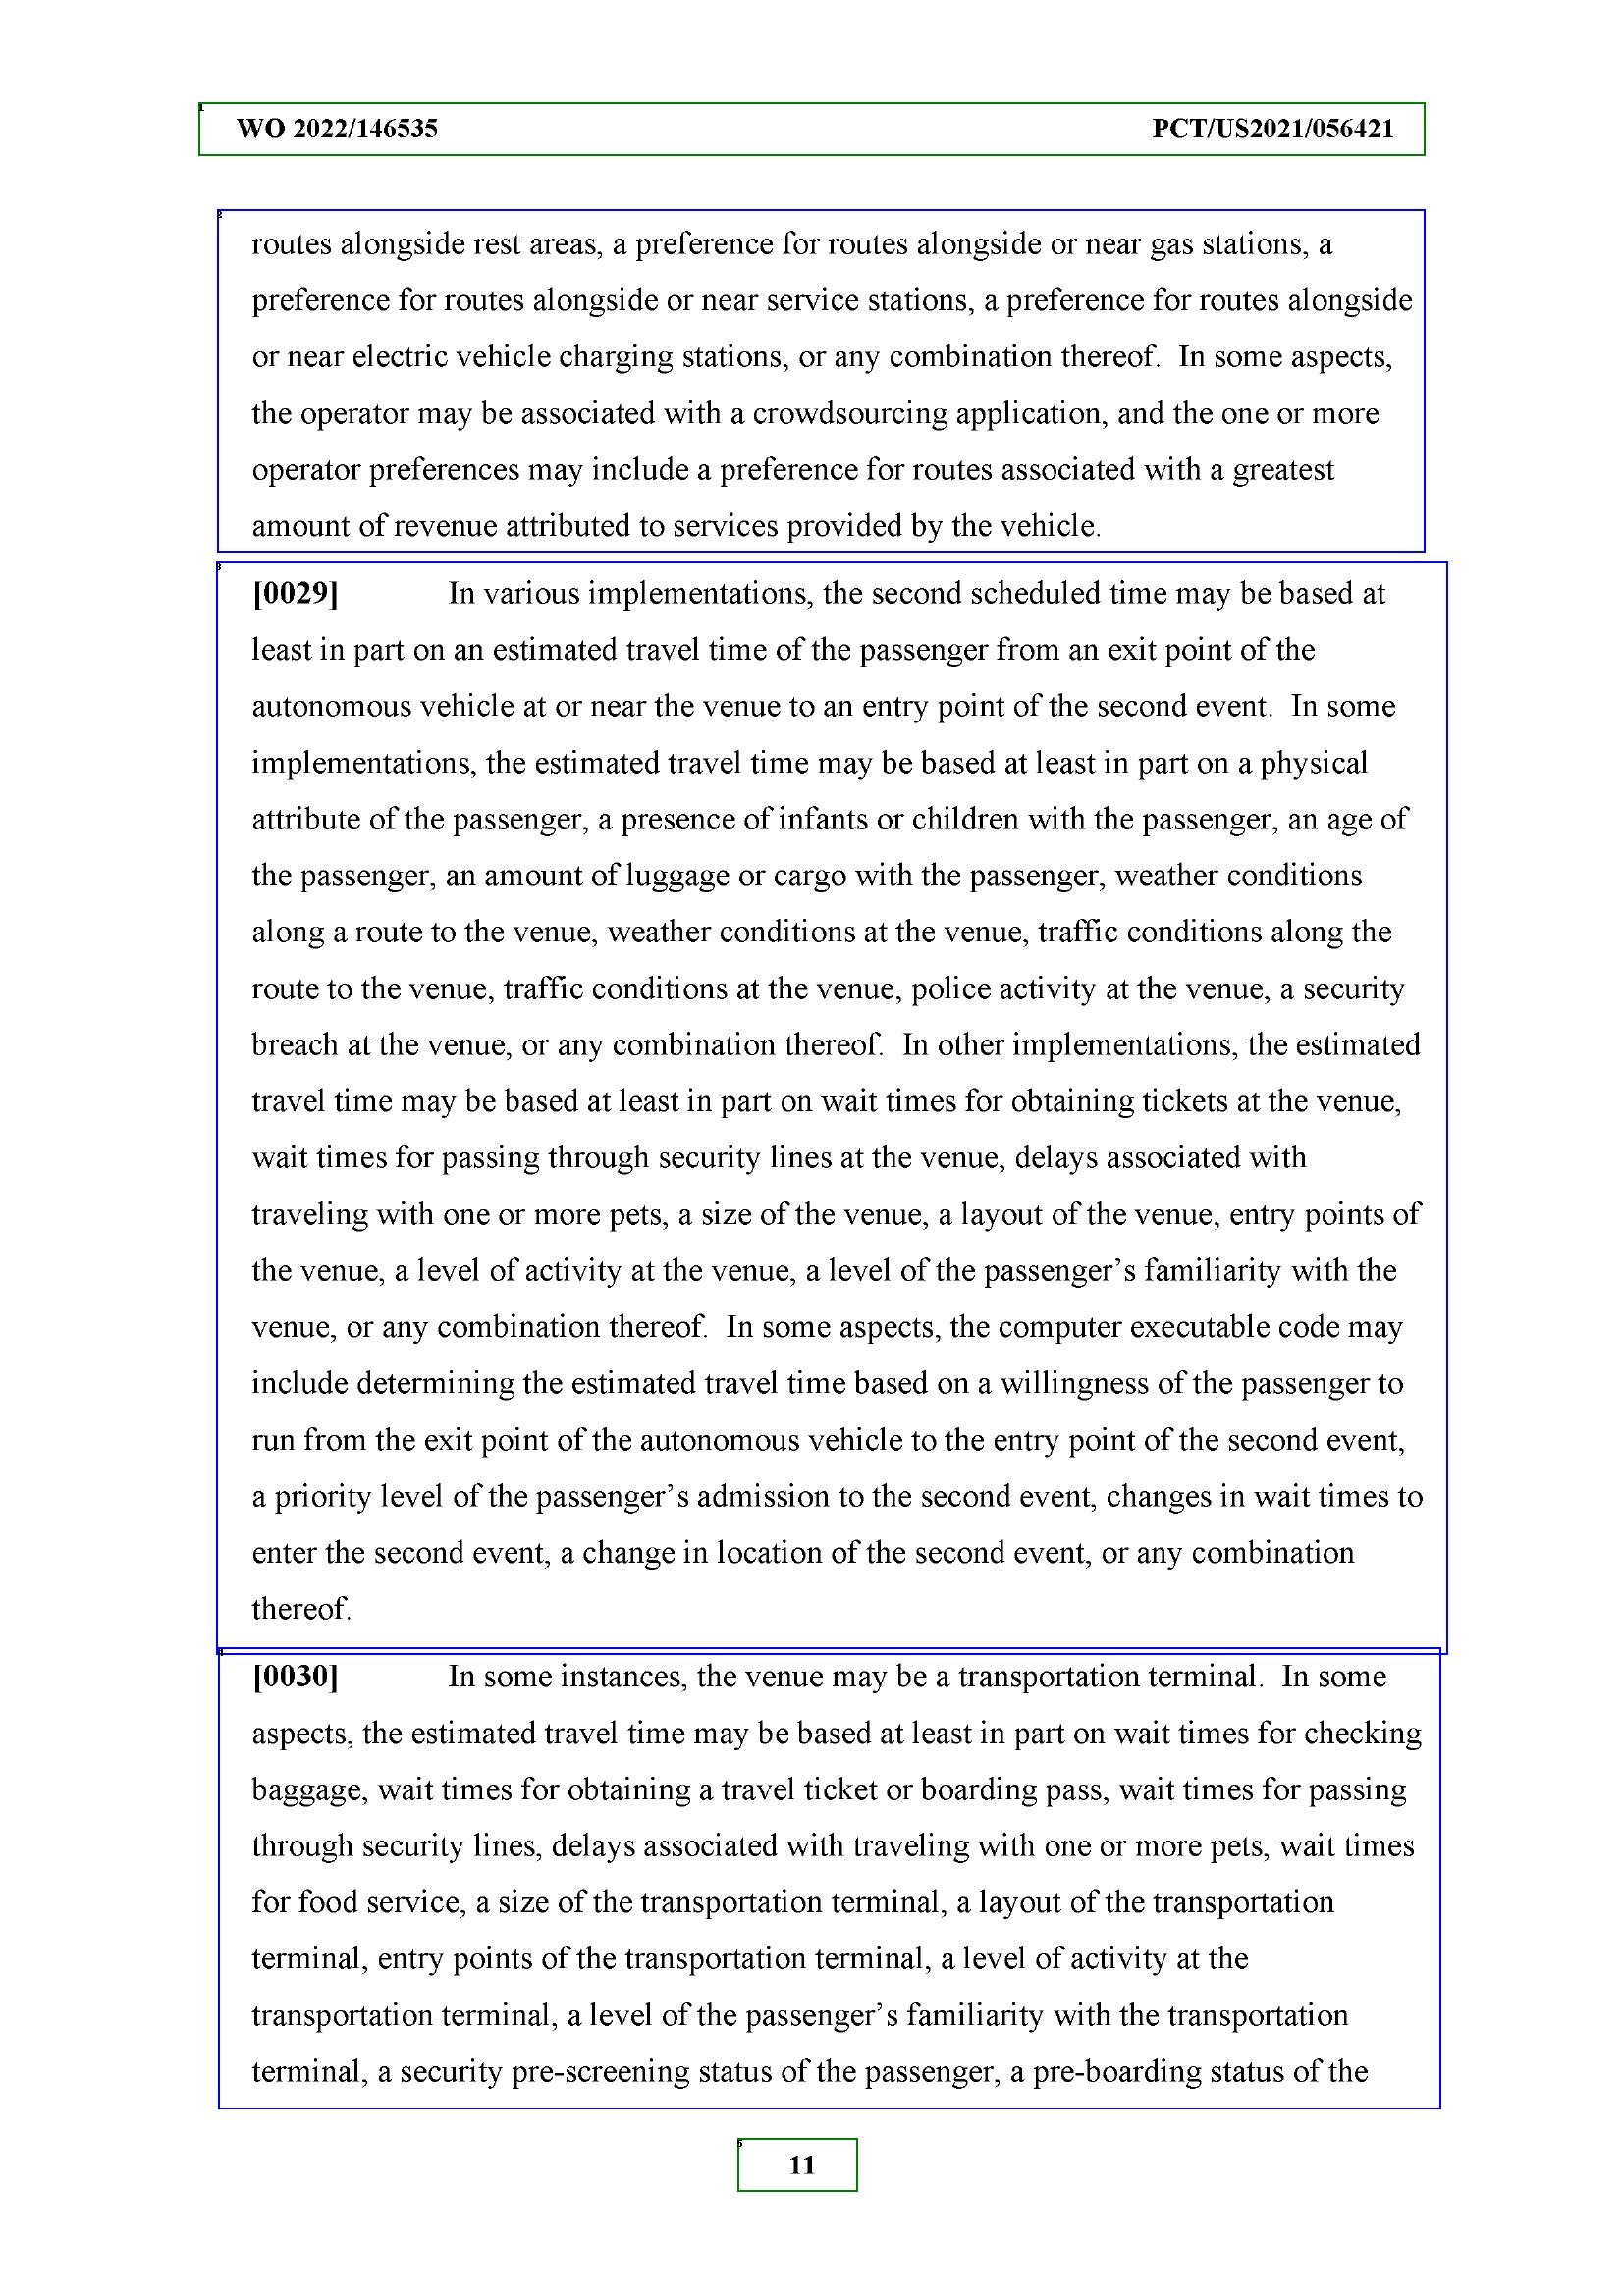 WO 2022/146535 PCT/US2021/056421
routes alongside rest areas, a preference for routes alongside or near gas stations, a
preference for routes alongside or near service stations, a preference for routes alongside
or near electric vehicle charging stations, or any combination thereof.  In some aspects,
the operator may be associated with a crowdsourcing application, and the one or more
operator preferences may include a preference for routes associated with a greatest
amount of revenue attributed to services provided by the vehicle.
[0029] In various implementations, the second scheduled time may be based at
least in part on an estimated travel time of the passenger from an exit point of the
autonomous vehicle at or near the venue to an entry point of the second event.  In some
implementations, the estimated travel time may be based at least in part on a physical
attribute of the passenger, a presence of infants or children with the passenger, an age of
the passenger, an amount of luggage or cargo with the passenger, weather conditions
along a route to the venue, weather conditions at the venue, traffic conditions along the
route to the venue, traffic conditions at the venue, police activity at the venue, a security
breach at the venue, or any combination thereof.  In other implementations, the estimated
travel time may be based at least in part on wait times for obtaining tickets at the venue,
wait times for passing through security lines at the venue, delays associated with
traveling with one or more pets, a size of the venue, a layout of the venue, entry points of
the venue, a level of activity at the venue, a level of the passenger’s familiarity with the
venue, or any combination thereof.  In some aspects, the computer executable code may
include determining the estimated travel time based on a willingness of the passenger to
run from the exit point of the autonomous vehicle to the entry point of the second event,
a priority level of the passenger’s admission to the second event, changes in wait times to
enter the second event, a change in location of the second event, or any combination
thereof.
[0030] In some instances, the venue may be a transportation terminal.  In some
aspects, the estimated travel time may be based at least in part on wait times for checking
baggage, wait times for obtaining a travel ticket or boarding pass, wait times for passing
through security lines, delays associated with traveling with one or more pets, wait times
for food service, a size of the transportation terminal, a layout of the transportation
terminal, entry points of the transportation terminal, a level of activity at the
transportation terminal, a level of the passenger’s familiarity with the transportation
terminal, a security pre-screening status of the passenger, a pre-boarding status of the
11